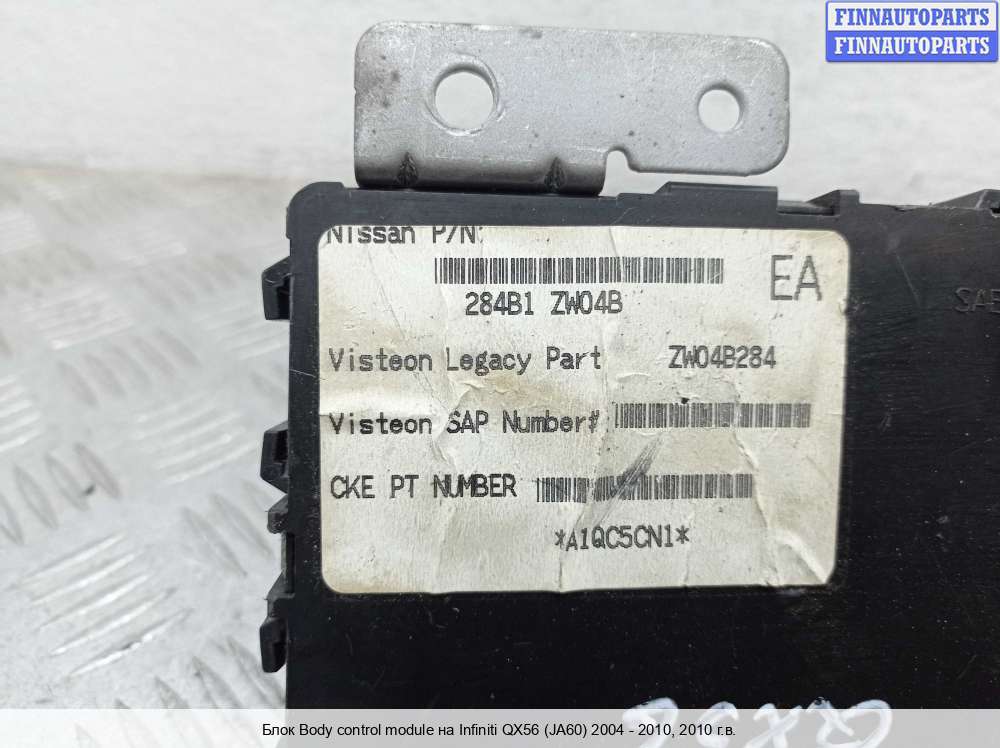 FINNAUTOPARTS
FINNAUTOPARTS
Nissan P/N:
EA
284B1 ZW04B
Visteon Legacy Part ZW04B284
Visteon SAP Number#
CKE PT NUMBER
*A1QC5CN1*
Блок Body control module на Infiniti QX56 (JA60) 2004 - 2010, 2010 г.в.